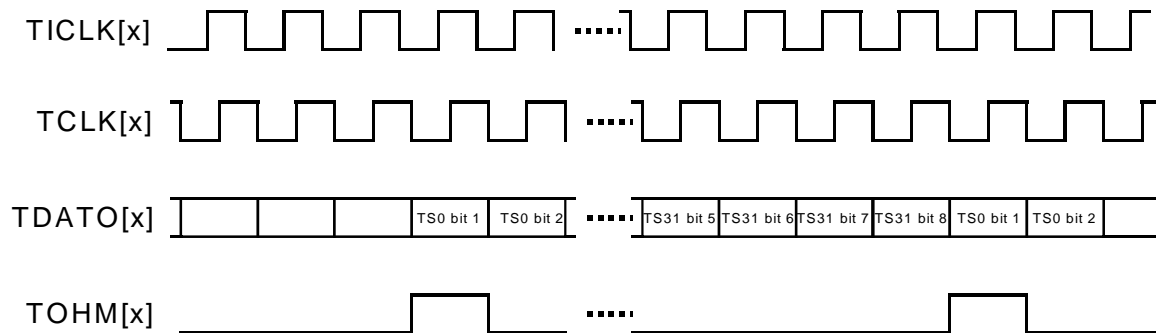 TICLK[x]
TCLK[x]
TDATO[x] TS0 bit 1 TS0 bit 2 TS31 bit 5 TS31 bit 6 TS31 bit 7 TS31 bit 8 TS0 bit 1 TS0 bit 2
TOHM[x]